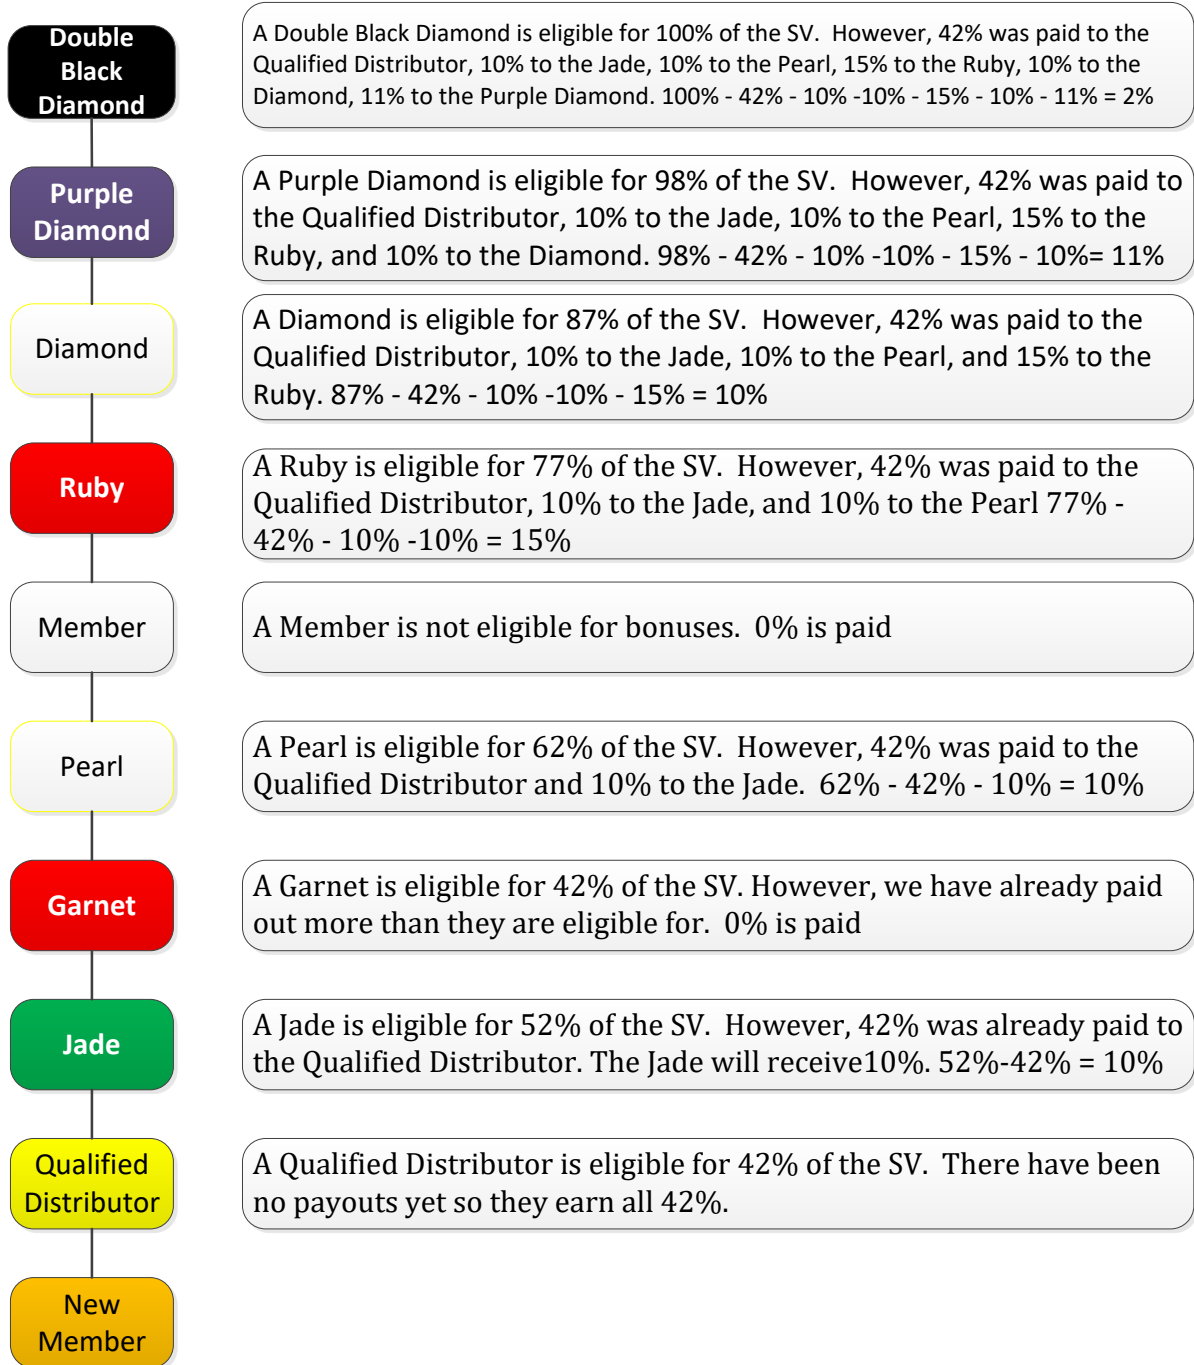 Double
Black
Diamond
A Double Black Diamond is eligible for 100% of the SV.  However, 42% was paid to the
Qualified Distributor, 10% to the Jade, 10% to the Pearl, 15% to the Ruby, 10% to the
Diamond, 11% to the Purple Diamond. 100% - 42% - 10% -10% - 15% - 10% - 11% = 2%
Purple
Diamond
A Purple Diamond is eligible for 98% of the SV.  However, 42% was paid to
the Qualified Distributor, 10% to the Jade, 10% to the Pearl, 15% to the
Ruby, and 10% to the Diamond. 98% - 42% - 10% -10% - 15% - 10%= 11%
Diamond
A Diamond is eligible for 87% of the SV.  However, 42% was paid to the
Qualified Distributor, 10% to the Jade, 10% to the Pearl, and 15% to the
Ruby. 87% - 42% - 10% -10% - 15% = 10%
Ruby
A Ruby is eligible for 77% of the SV.  However, 42% was paid to the
Qualified Distributor, 10% to the Jade, and 10% to the Pearl 77% -
42% - 10% -10% = 15%
Member
A Member is not eligible for bonuses.  0% is paid
Pearl
A Pearl is eligible for 62% of the SV.  However, 42% was paid to the
Qualified Distributor and 10% to the Jade.  62% - 42% - 10% = 10%
Garnet
A Garnet is eligible for 42% of the SV. However, we have already paid
out more than they are eligible for.  0% is paid
Jade
A Jade is eligible for 52% of the SV.  However, 42% was already paid to
the Qualified Distributor. The Jade will receive10%. 52%-42% = 10%
Qualified
Distributor
A Qualified Distributor is eligible for 42% of the SV.  There have been
no payouts yet so they earn all 42%.
New
Member